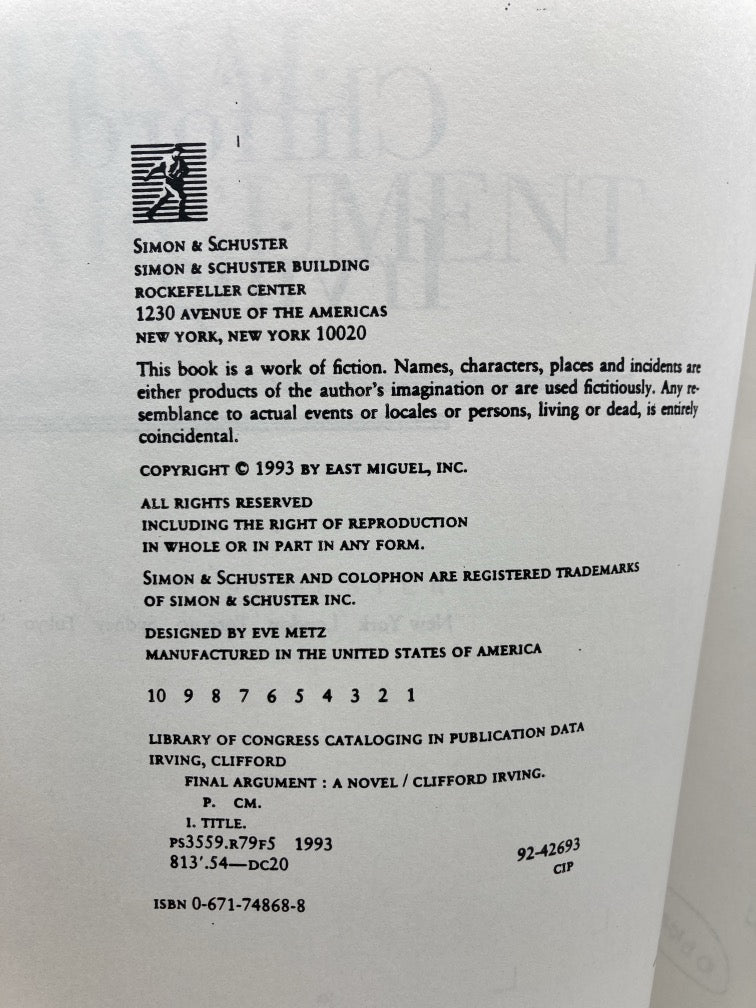 SIMON & SCHUSTER
SIMON & SCHUSTER BUILDING
ROCKEFELLER CENTER
1230 AVENUE OF THE AMERICAS
NEW YORK, NEW YORK 10020
This book is a work of fiction. Names, characters, places and incidents are
either products of the author's imagination or are used fictitiously. Any re-
semblance to actual events or locales or persons, living or dead, is entirely
coincidental.
COPYRIGHT © 1993 BY EAST MIGUEL, INC.
ALL RIGHTS RESERVED
INCLUDING THE RIGHT OF REPRODUCTION
IN WHOLE OR IN PART IN ANY FORM.
SIMON & SCHUSTER AND COLOPHON ARE REGISTERED TRADEMARKS
OF SIMON & SCHUSTER INC.
DESIGNED BY EVE METZ
MANUFACTURED IN THE UNITED STATES OF AMERICA
10 9 8 7 6 5 4 3 2 1
LIBRARY OF CONGRESS CATALOGING IN PUBLICATION DATA
IRVING, CLIFFORD
FINAL ARGUMENT : A NOVEL / CLIFFORD IRVING.
P. CM.
I. TITLE.
PS3559.R79F5 1993
813'.54—DC20
92-42693
CIP
ISBN 0-671-74868-8